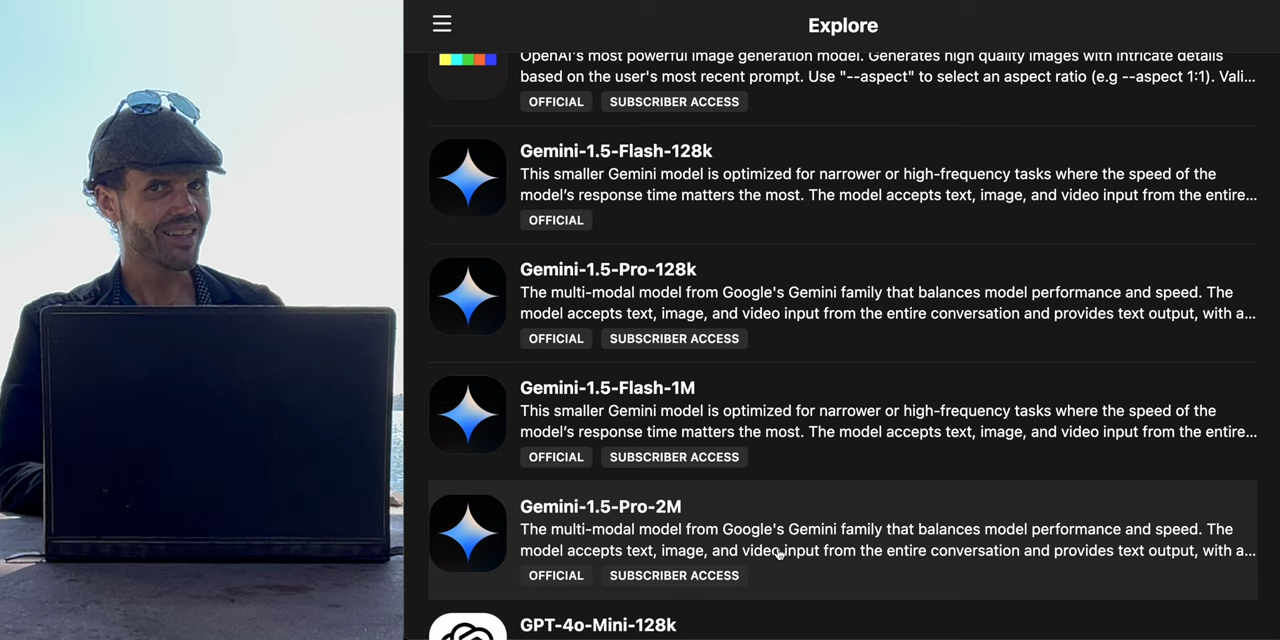 Explore
OpenAI's most powerful image generation model. Generates high quality images with intricate details
based on the user's most recent prompt. Use "--aspect" to select an aspect ratio (e.g --aspect 1:1). Vali...
OFFICIAL SUBSCRIBER ACCESS
Gemini-1.5-Flash-128k
This smaller Gemini model is optimized for narrower or high-frequency tasks where the speed of the
model’s response time matters the most. The model accepts text, image, and video input from the entire...
OFFICIAL
Gemini-1.5-Pro-128k
The multi-modal model from Google's Gemini family that balances model performance and speed. The
model accepts text, image, and video input from the entire conversation and provides text output, with a...
OFFICIAL SUBSCRIBER ACCESS
Gemini-1.5-Flash-1M
This smaller Gemini model is optimized for narrower or high-frequency tasks where the speed of the
model’s response time matters the most. The model accepts text, image, and video input from the entire...
OFFICIAL SUBSCRIBER ACCESS
Gemini-1.5-Pro-2M
The multi-modal model from Google's Gemini family that balances model performance and speed. The
model accepts text, image, and video input from the entire conversation and provides text output, with a...
OFFICIAL SUBSCRIBER ACCESS
GPT-4o-Mini-128k